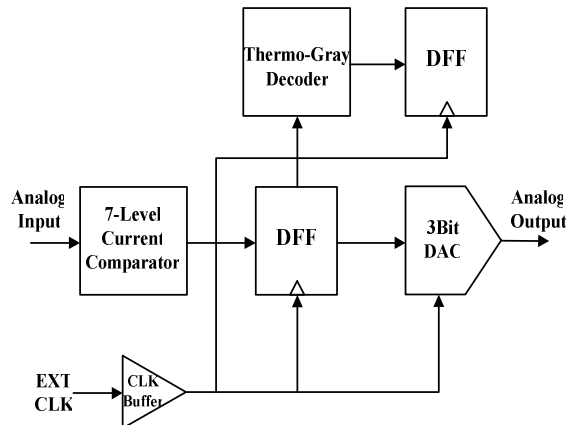 Thermo-Gray
Decoder
DFF
Analog
Input
7-Level
Current
Comparator
DFF
3Bit
DAC
Analog
Output
EXT
CLK
CLK
Buffer